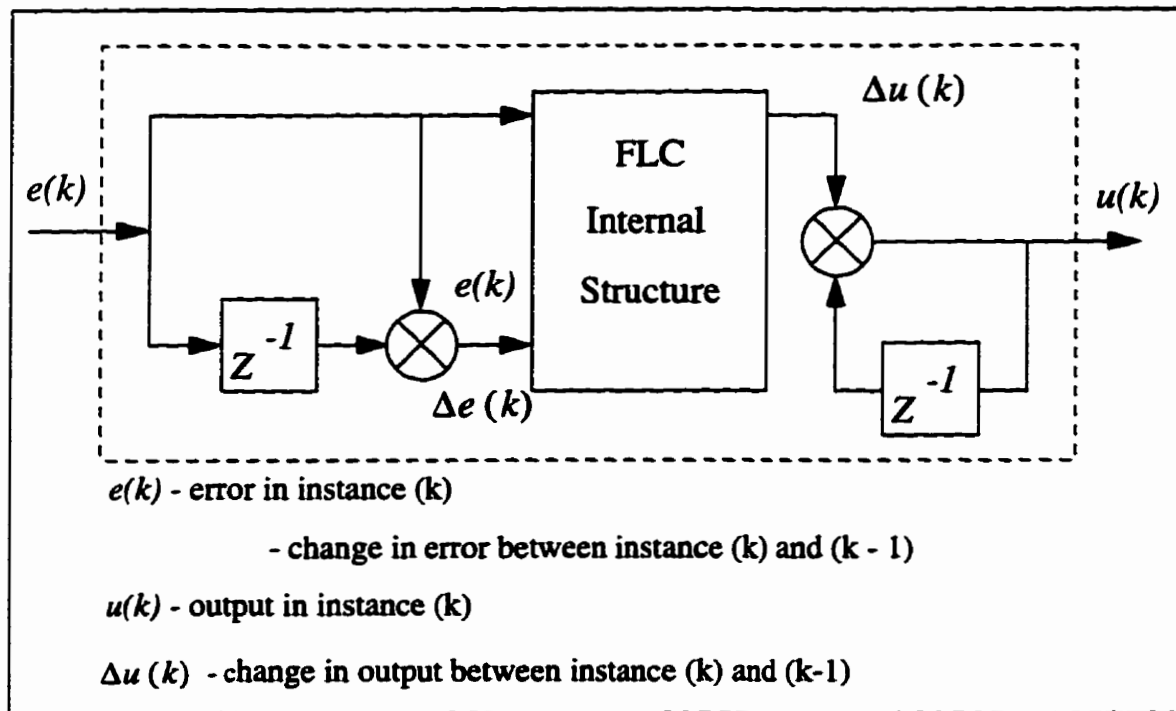 Δu (k)
FLC
Internal
Structure
e(k)
u(k)
e(k)
z -1
Δe (k)
z -1
e(k) - error in instance (k)
- change in error between instance (k) and (k - 1)
u(k) - output in instance (k)
Δu (k) - change in output between instance (k) and (k-1)